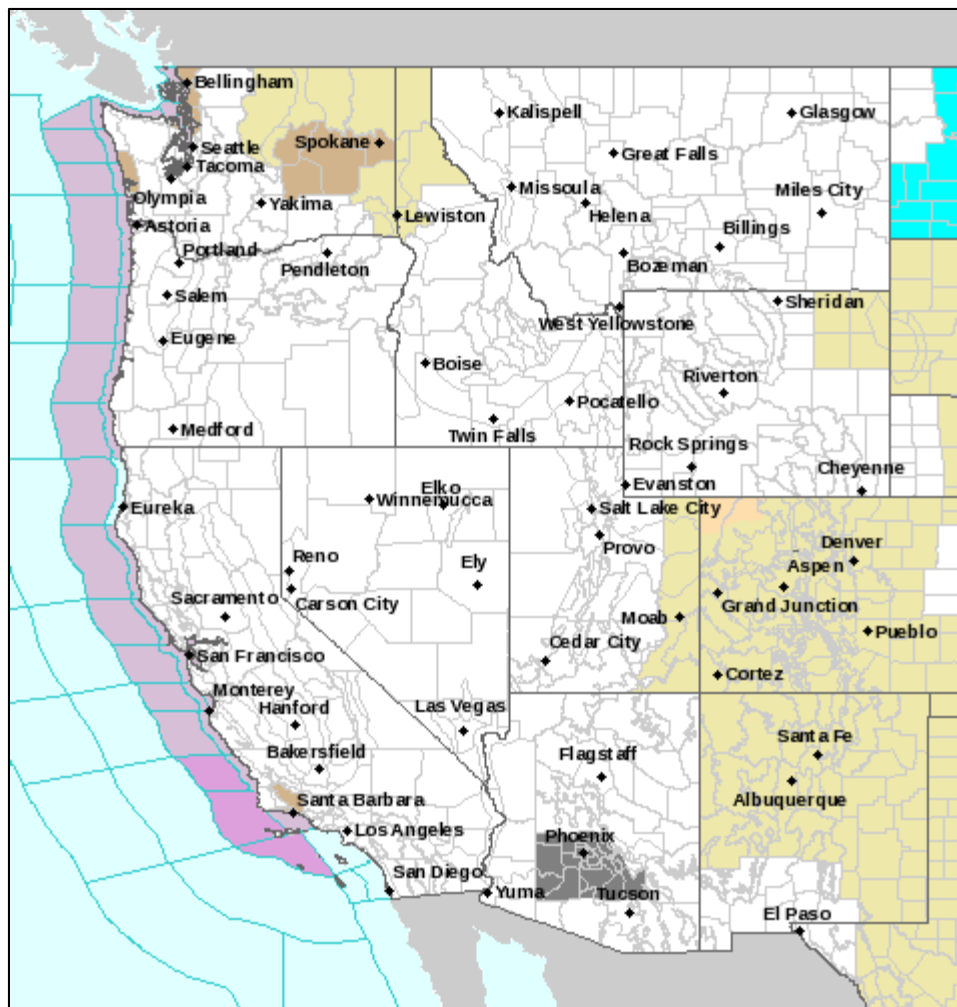 Bellingham
Kalispell
Glasgow
Seattle
Spokane
Great Falls
Tacoma
Missoula
Miles City
Olympia
Yakima
Lewiston
Helena
Astoria
Billings
Portland
Pendleton
Bozeman
Salem
Sheridan
West Yellowstone
Eugene
Boise
Riverton
Pocatello
Medford
Twin Falls
Rock Springs
Cheyenne
Evanston
Elko
Winnemucca
Eureka
Salt Lake City
Provo
Denver
Reno
Ely
Aspen
Carson City
Grand Junction
Sacramento
Moab
Pueblo
Cedar City
San Francisco
Cortez
Monterey
Hanford
Las Vegas
Santa Fe
Bakersfield
Flagstaff
Albuquerque
Santa Barbara
Los Angeles
Phoenix
San Diego
Yuma
Tucson
El Paso